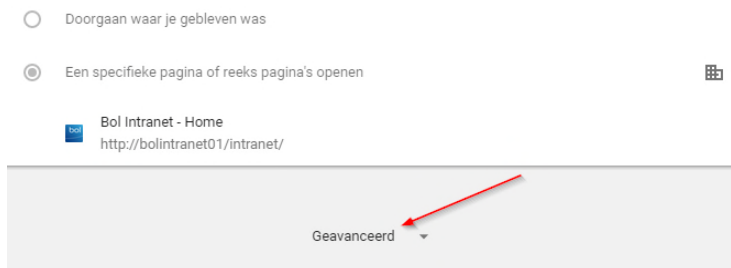 Doorgaan waar je gebleven was
Een specifieke pagina of reeks pagina's openen
bol
Bol Intranet - Home
http://bolintranet01/intranet/
Geavanceerd